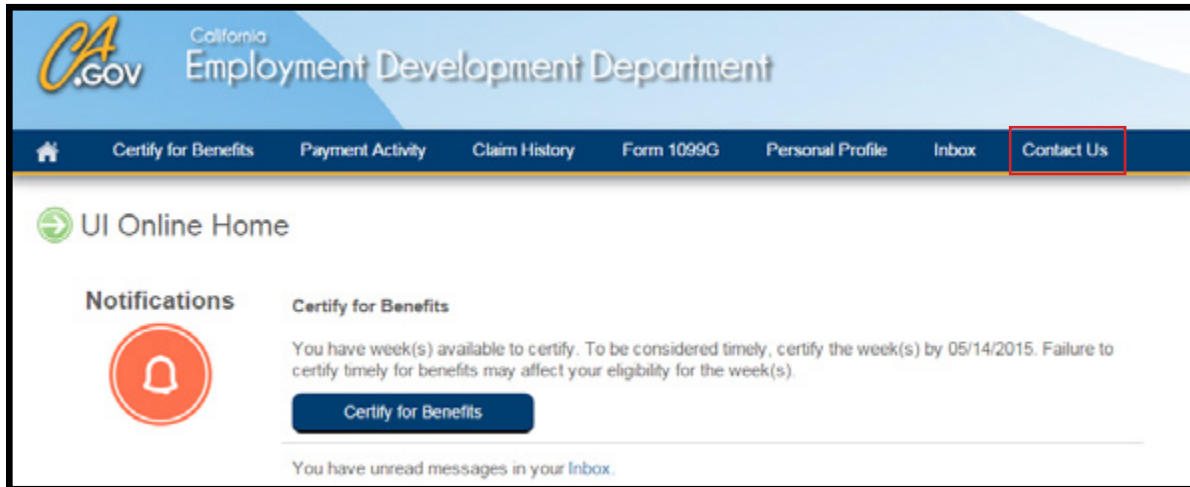 CA
.GOV
California
Employment Development Department
Certify for Benefits Payment Activity Claim History Form 1099G Personal Profile Inbox Contact Us
UI Online Home
Notifications
Certify for Benefits
You have week(s) available to certify. To be considered timely, certify the week(s) by 05/14/2015. Failure to
certify timely for benefits may affect your eligibility for the week(s).
Certify for Benefits
You have unread messages in your Inbox.